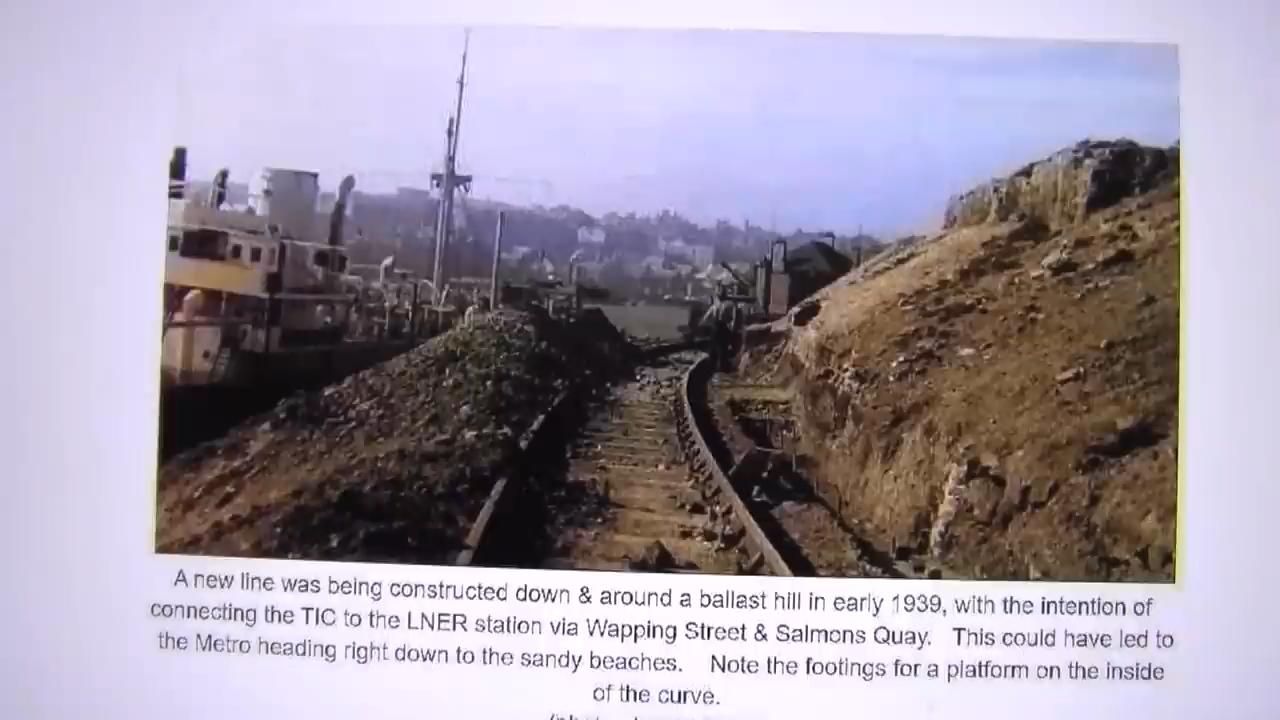 A new line was being constructed down & around a ballast hill in early 1939, with the intention of
connecting the TIC to the LNER station via Wapping Street & Salmons Quay. This could have led to
the Metro heading right down to the sandy beaches. Note the footings for a platform on the inside
of the curve.